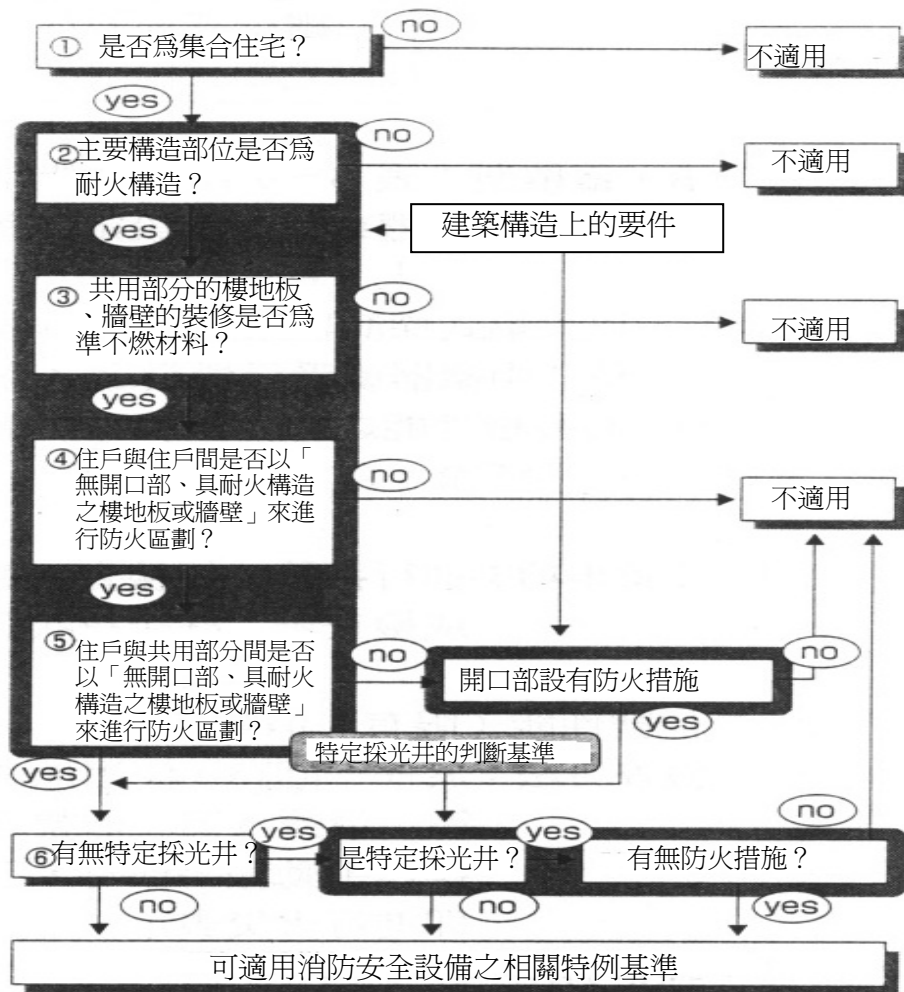 no
① 是否爲集合住宅？
不適用
yes
no
②主要構造部位是否爲
耐火構造？
不適用
yes
建築構造上的要件
no
③ 共用部分的樓地板
、牆壁的裝修是否爲
準不燃材料？
不適用
yes
④住戶與住戶間是否以「
無開口部、具耐火構造
之樓地板或牆壁」來進
行防火區劃？
no
不適用
yes
⑤住戶與共用部分間是否
以「無開口部、具耐火
構造之樓地板或牆壁」
來進行防火區劃？
no
開口部設有防火措施
no
yes
特定採光井的判斷基準
yes
no
⑥有無特定採光井？
yes
是特定採光井？
yes
有無防火措施？
no
no
yes
可適用消防安全設備之相關特例基準